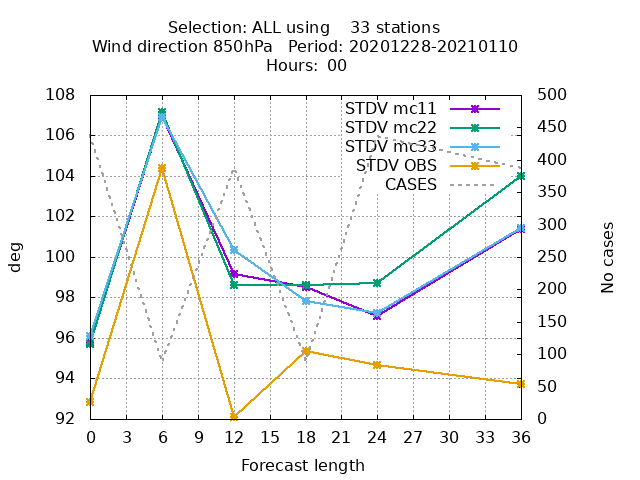 Selection: ALL using    33 stations
Wind direction 850hPa   Period: 20201228-20210110
Hours: 00
STDV mc11
STDV mc22
STDV mc33
STDV OBS
CASES
deg
108
106
104
102
100
98
96
94
92
500
450
400
350
300
250
200
150
100
50
0
No cases
0 3 6 9 12 15 18 21 24 27 30 33 36
Forecast length